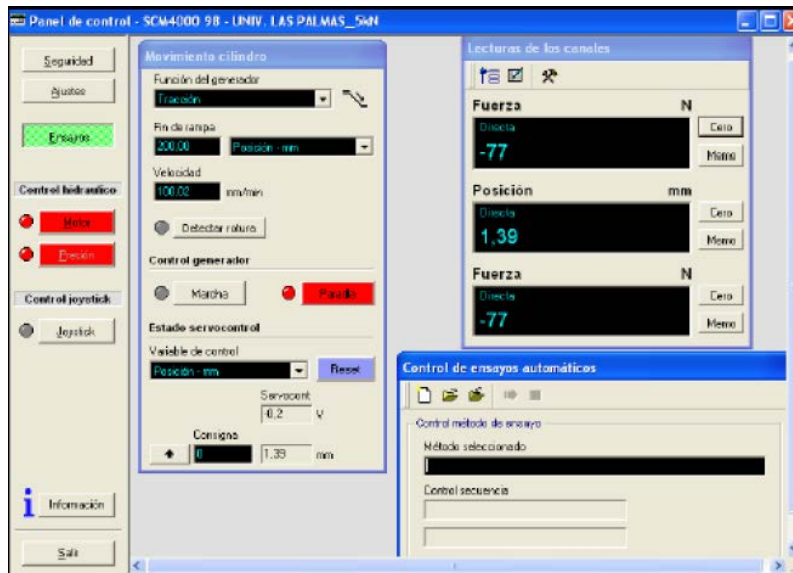 Panel de control - SCM4000 98 - UNIV. LAS PALMAS_5kN
Seguridad
Ajustes
Ensayos
Control hidraulico
Motor
Presión
Control joystick
Joystick
Información
Salir
Movimiento cilindro
Función del generador
Tracción
Fin de rampa
200,00 Posición - mm
Velocidad
100,02 mm/min
Detectar rotura
Control generador
Marcha Parada
Estado servocontrol
Variable de control
Posición - mm Reset
Servocont.
-0,2 V
Consigna
0 1,39 mm
Lecturas de los canales
Fuerza N
Directa Cero
-77 Memo
Posición mm
Directa Cero
1,39 Memo
Fuerza N
Directa Cero
-77 Memo
Control de ensayos automáticos
Control método de ensayo
Método seleccionado
Control secuencia